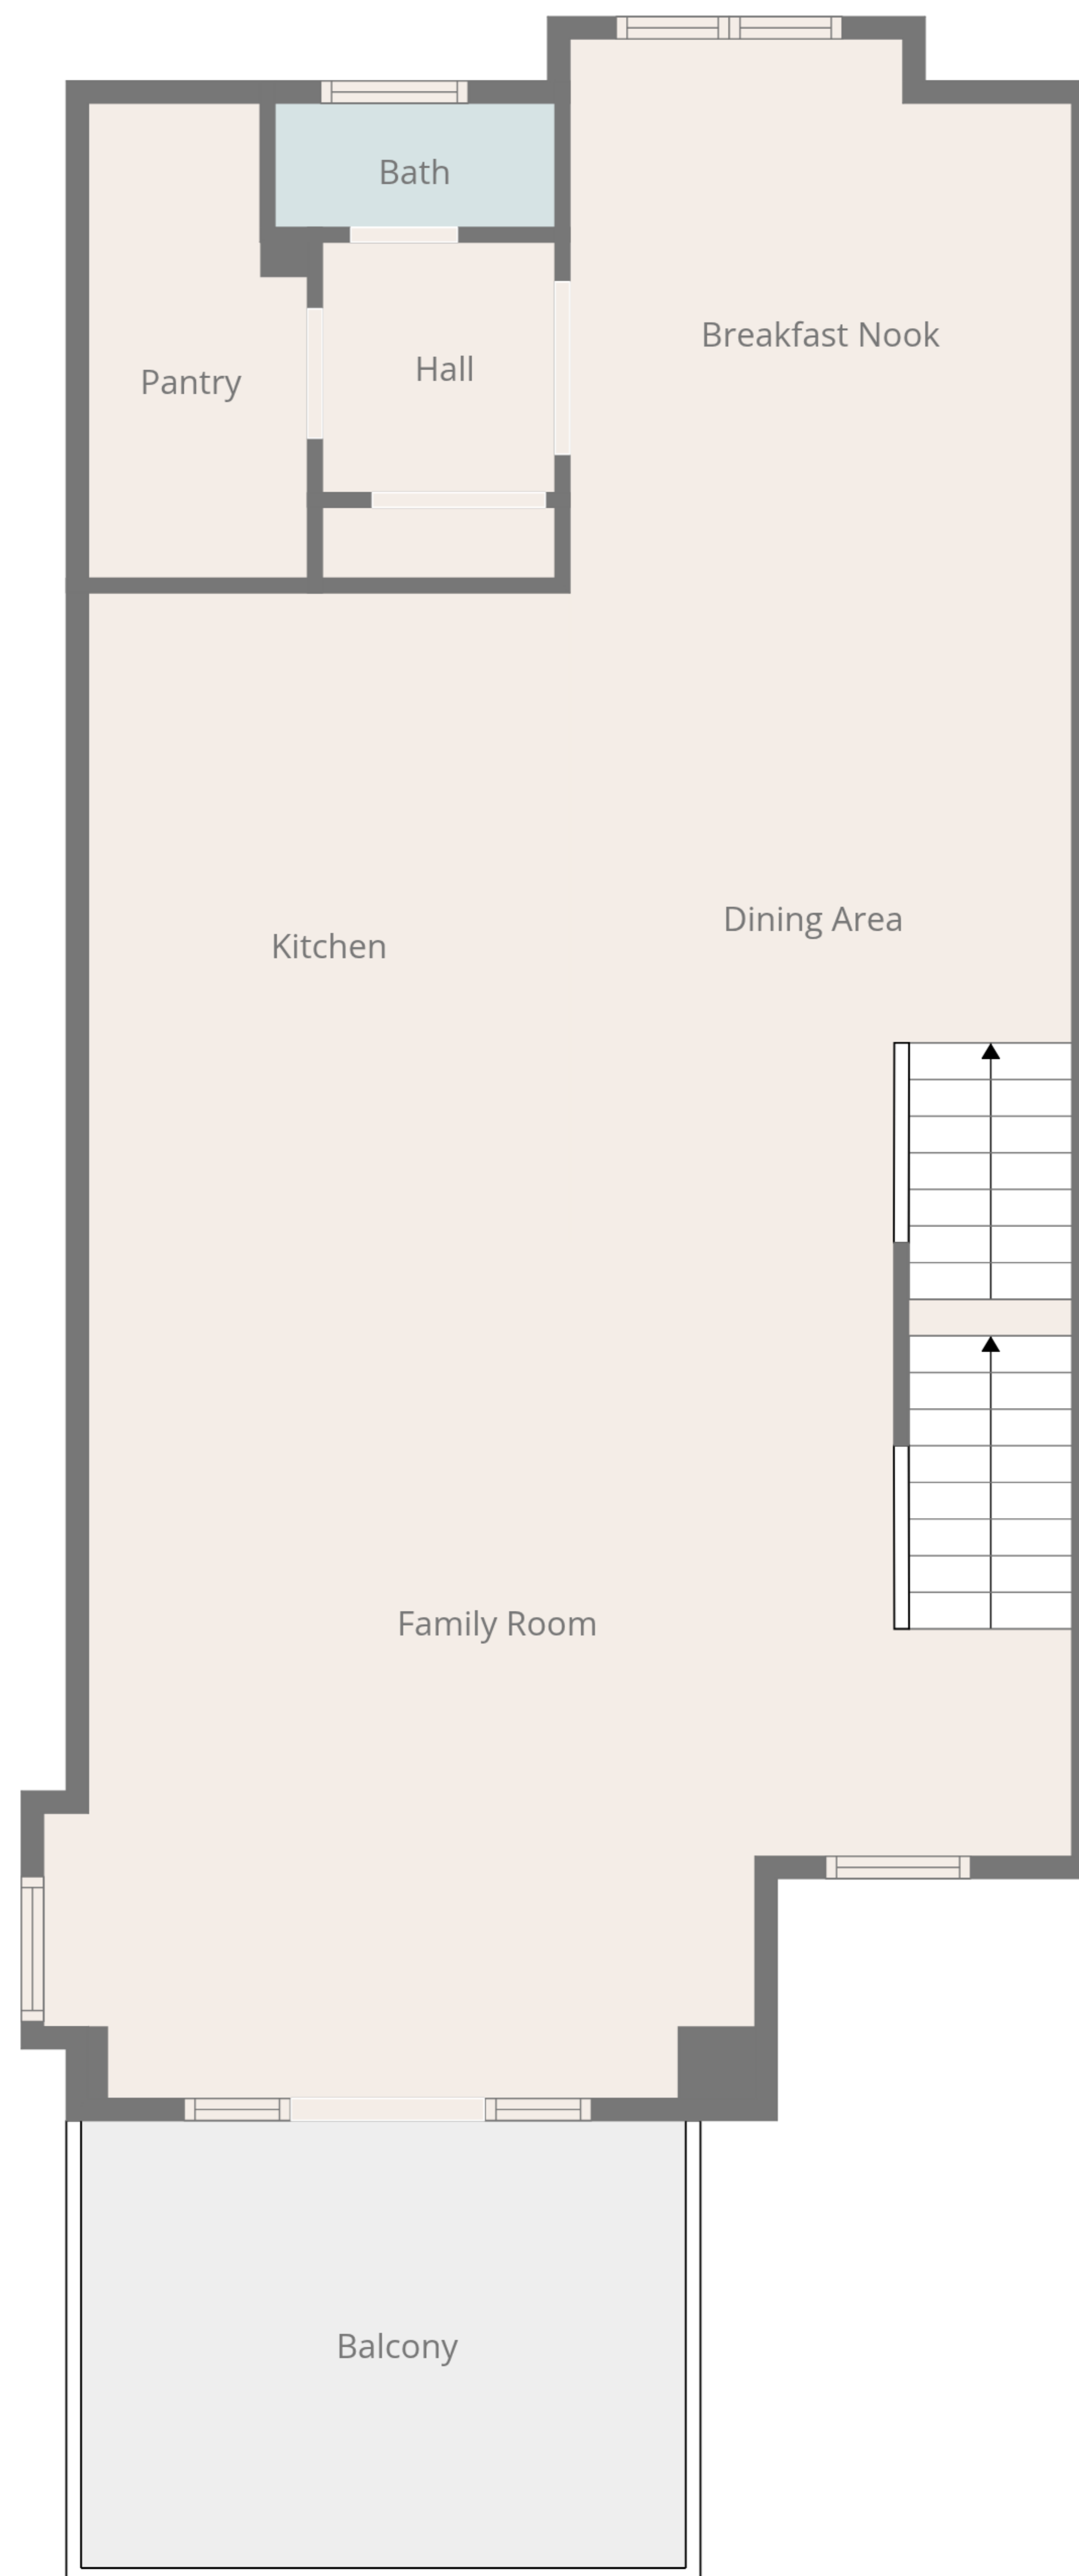 Bath
Breakfast Nook
Hall
Pantry
Dining Area
Kitchen
Family Room
Balcony